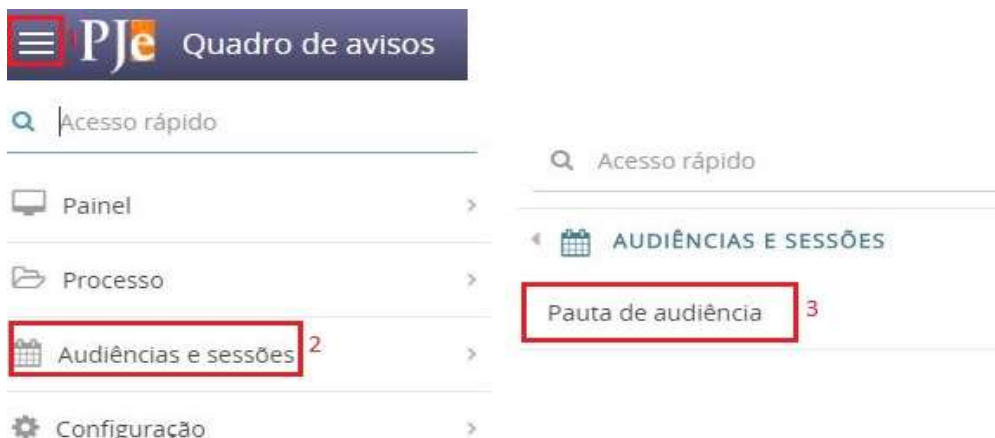 1
PJe Quadro de avisos
Acesso rápido
Painel
Processo
Audiências e sessões 2
Configuração
Acesso rápido
AUDIÊNCIAS E SESSÕES
Pauta de audiência 3